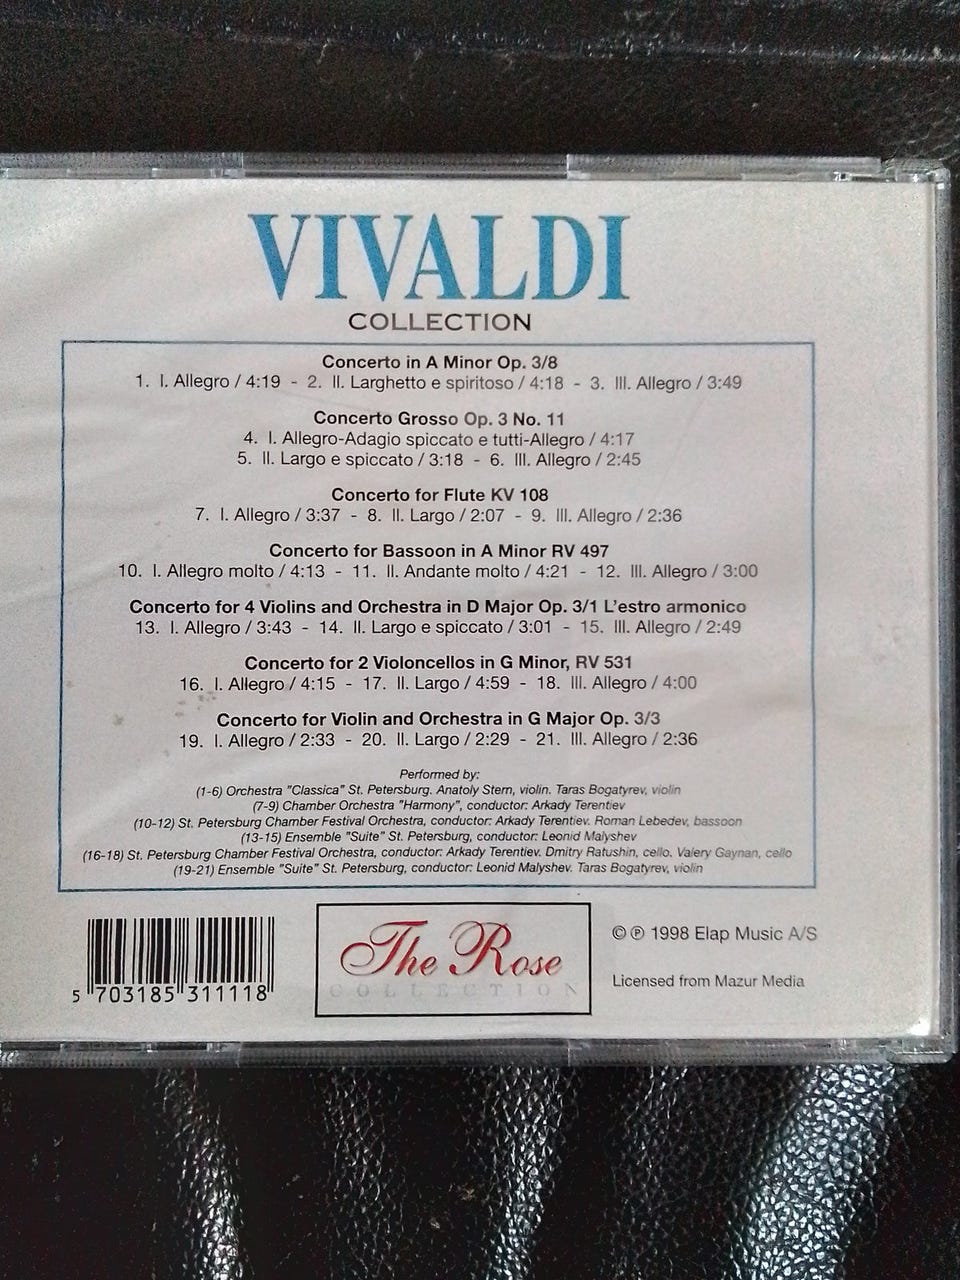 VIVALDI
COLLECTION
Concerto in A Minor Op. 3/8
1. I. Allegro / 4:19 - 2. II. Larghetto e spiritoso / 4:18 - 3. III. Allegro / 3:49
Concerto Grosso Op. 3 No. 11
4. I. Allegro-Adagio spiccato e tutti-Allegro / 4:17
5. II. Largo e spiccato / 3:18 - 6. III. Allegro / 2:45
Concerto for Flute KV 108
7. I. Allegro / 3:37 - 8. II. Largo / 2:07 - 9. III. Allegro / 2:36
Concerto for Bassoon in A Minor RV 497
10. I. Allegro molto / 4:13 - 11. II. Andante molto / 4:21 - 12. III. Allegro / 3:00
Concerto for 4 Violins and Orchestra in D Major Op. 3/1 L'estro armonico
13. I. Allegro / 3:43 - 14. II. Largo e spiccato / 3:01 - 15. III. Allegro / 2:49
Concerto for 2 Violoncellos in G Minor, RV 531
16. I. Allegro / 4:15 - 17. II. Largo / 4:59 - 18. III. Allegro / 4:00
Concerto for Violin and Orchestra in G Major Op. 3/3
19. I. Allegro / 2:33 - 20. II. Largo / 2:29 - 21. III. Allegro / 2:36
Performed by:
(1-6) Orchestra "Classica" St. Petersburg. Anatoly Stern, violin. Taras Bogatyrev, violin
(7-9) Chamber Orchestra "Harmony", conductor: Arkady Terentiev
(10-12) St. Petersburg Chamber Festival Orchestra, conductor: Arkady Terentiev. Roman Lebedev, bassoon
(13-15) Ensemble "Suite" St. Petersburg, conductor: Leonid Malyshev
(16-18) St. Petersburg Chamber Festival Orchestra, conductor: Arkady Terentiev. Dmitry Ratushin, cello. Valery Gaynan, cello
(19-21) Ensemble "Suite" St. Petersburg, conductor: Leonid Malyshev. Taras Bogatyrev, violin
5 703185 311118
The Rose
COLLECTION
© ℗ 1998 Elap Music A/S
Licensed from Mazur Media